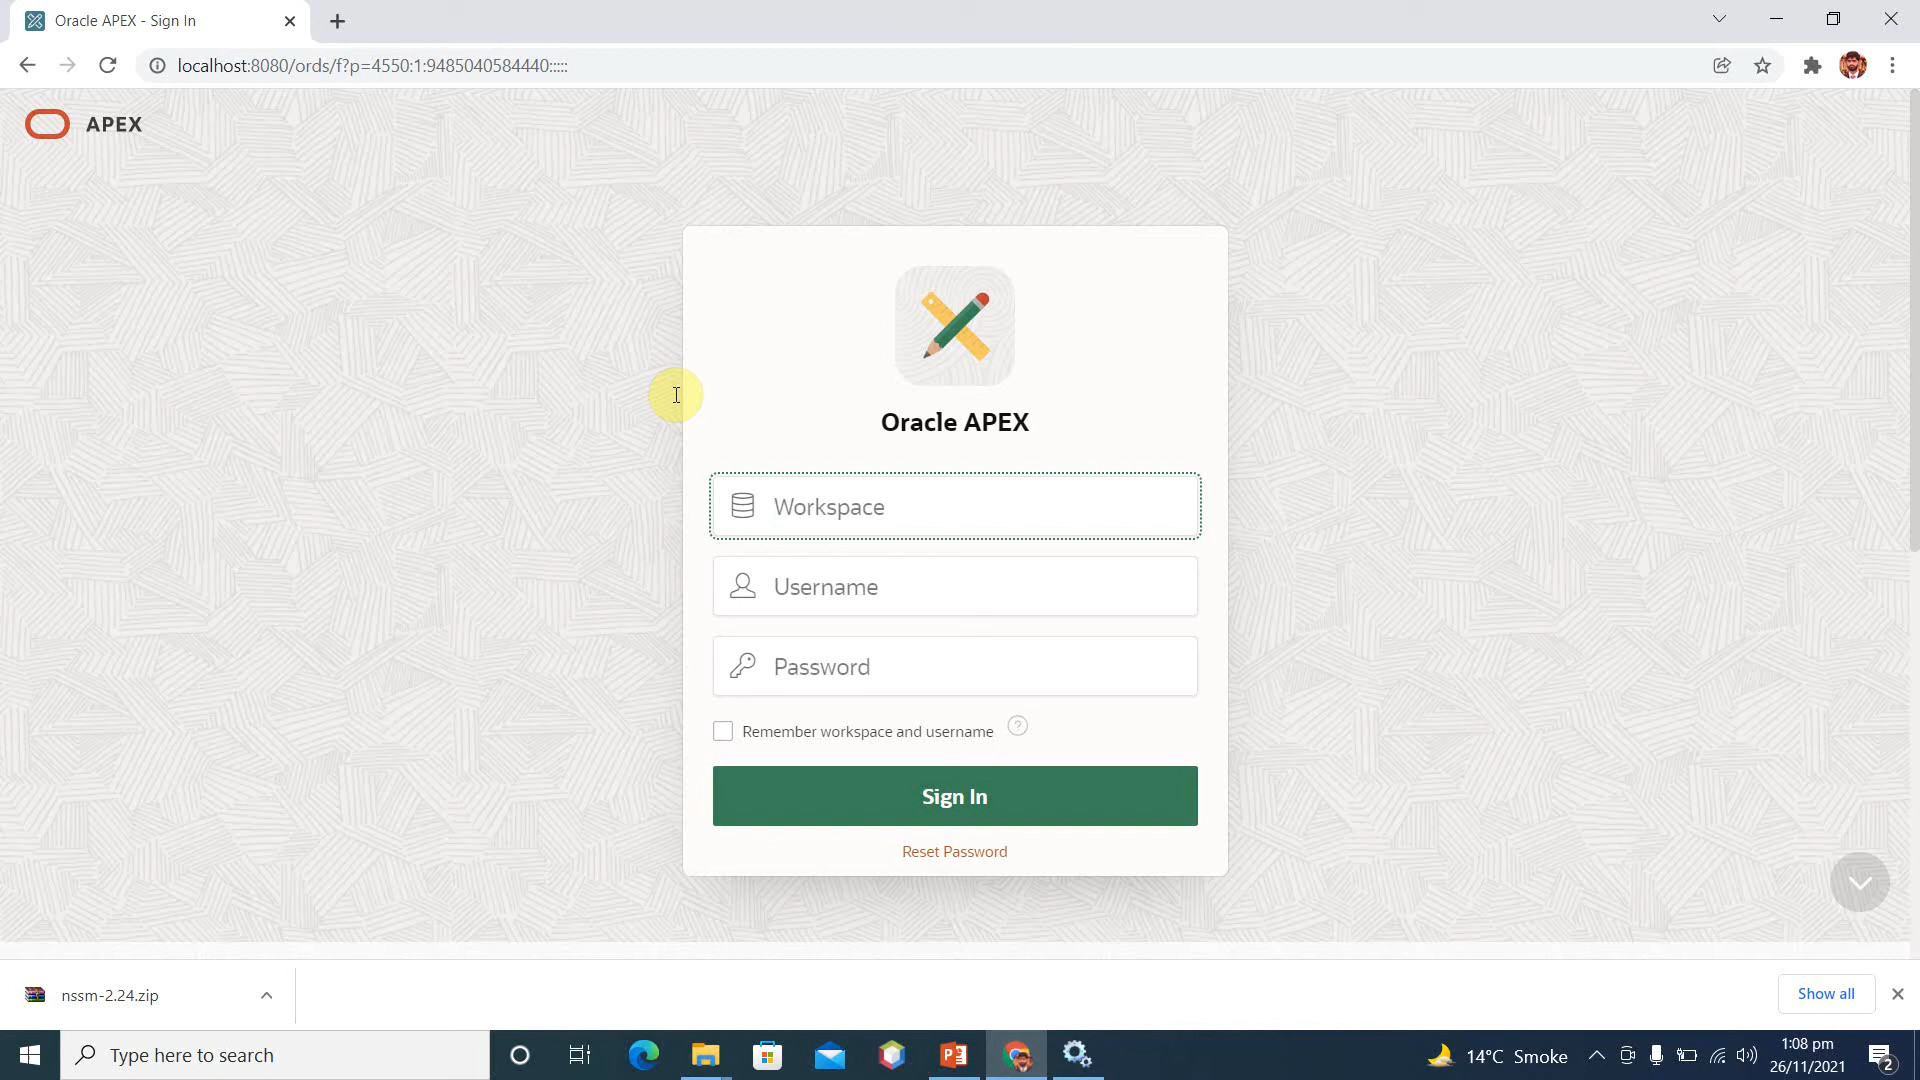 Oracle APEX - Sign In
localhost:8080/ords/f?p=4550:1:9485040584440:::::
APEX
Oracle APEX
Workspace
Username
Password
Remember workspace and username
?
Sign In
Reset Password
nssm-2.24.zip
Show all
Type here to search
P
14°C Smoke
1:08 pm
26/11/2021
2